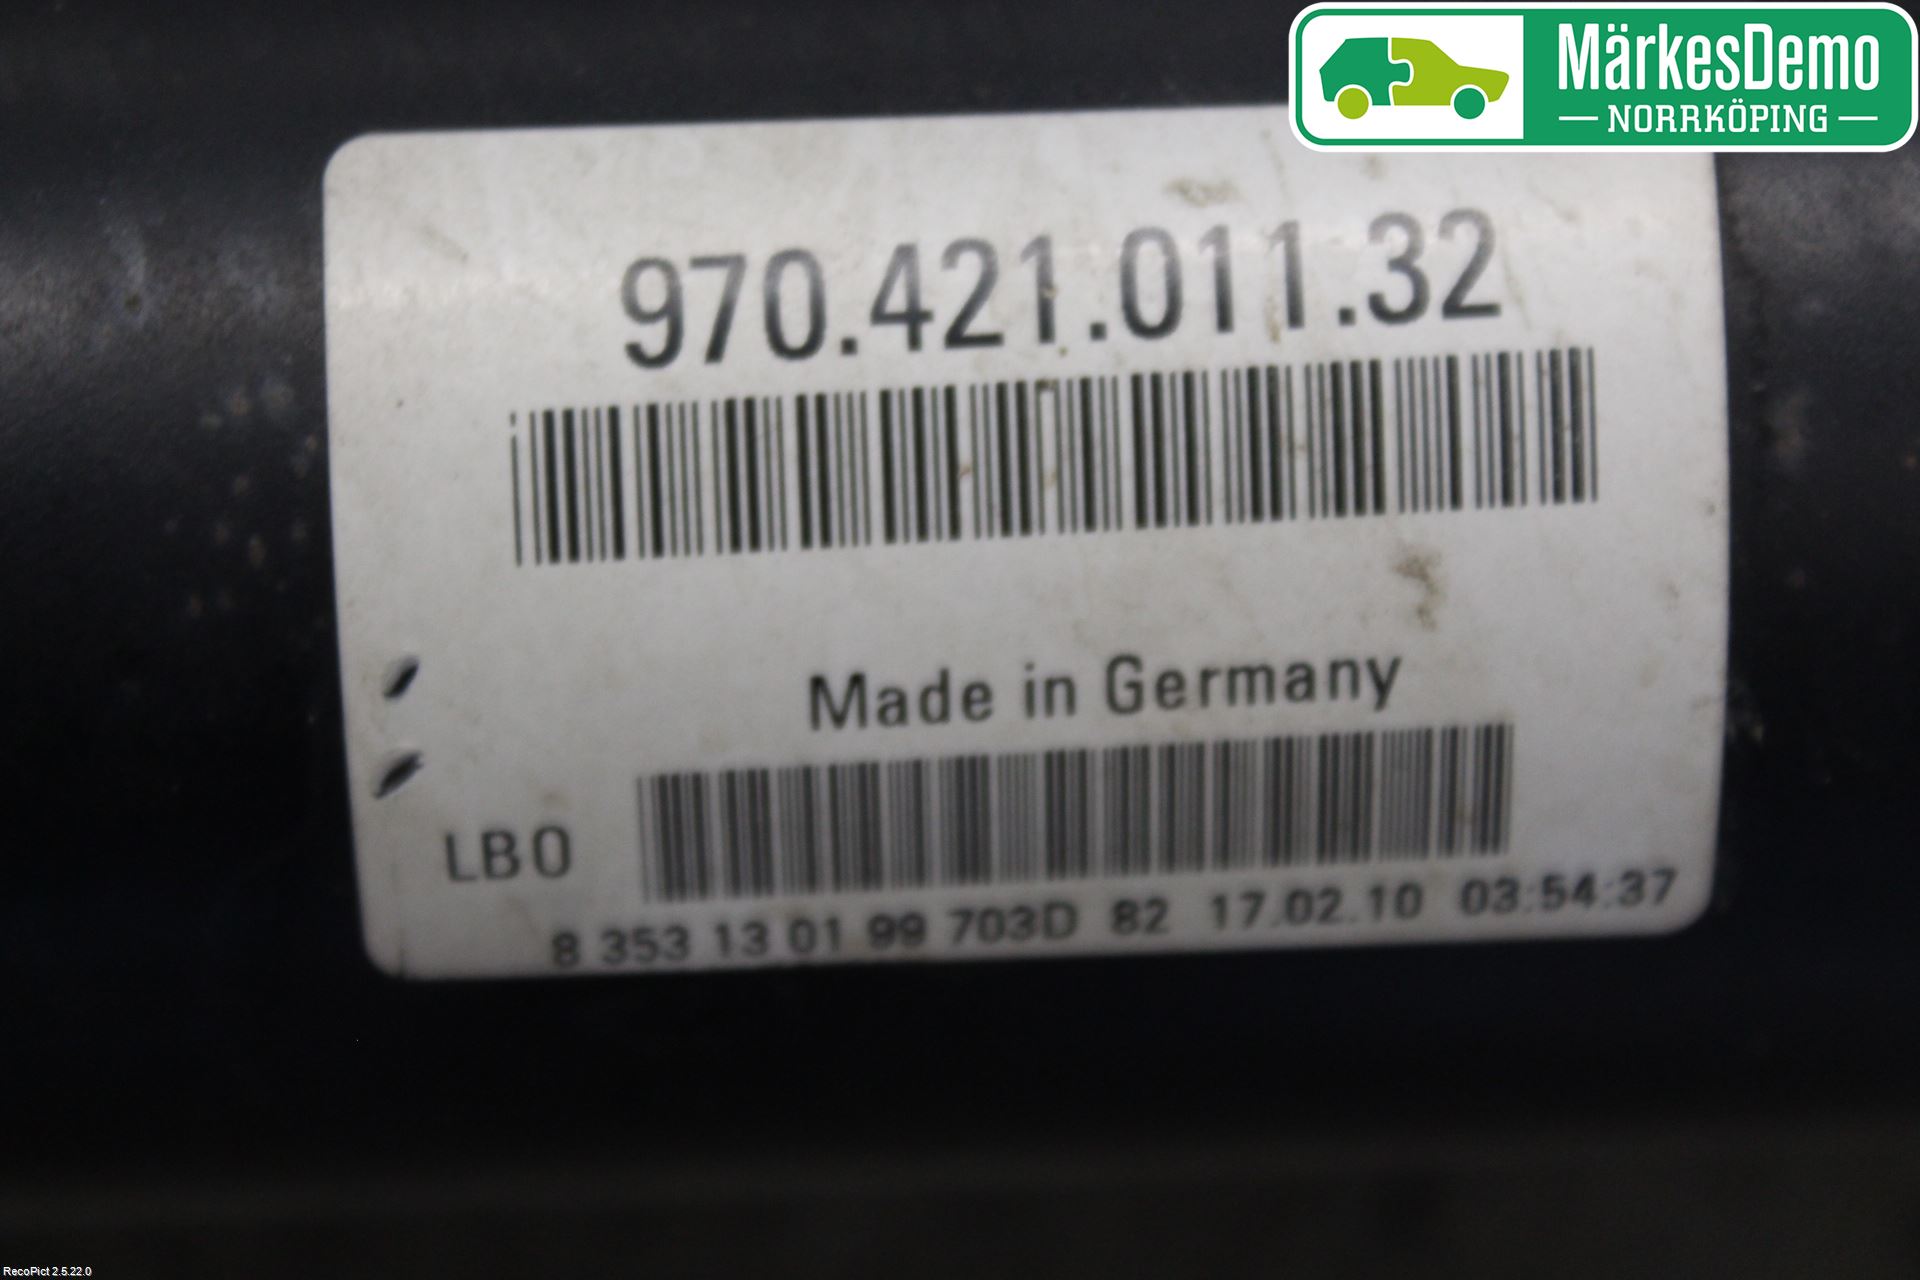 MärkesDemo
NORRKÖPING
970.421.011.32
Made in Germany
LB0
8 353 13 01 99 703D 82 17.02.10 03:54:37
RecoPict 2.5.22.0